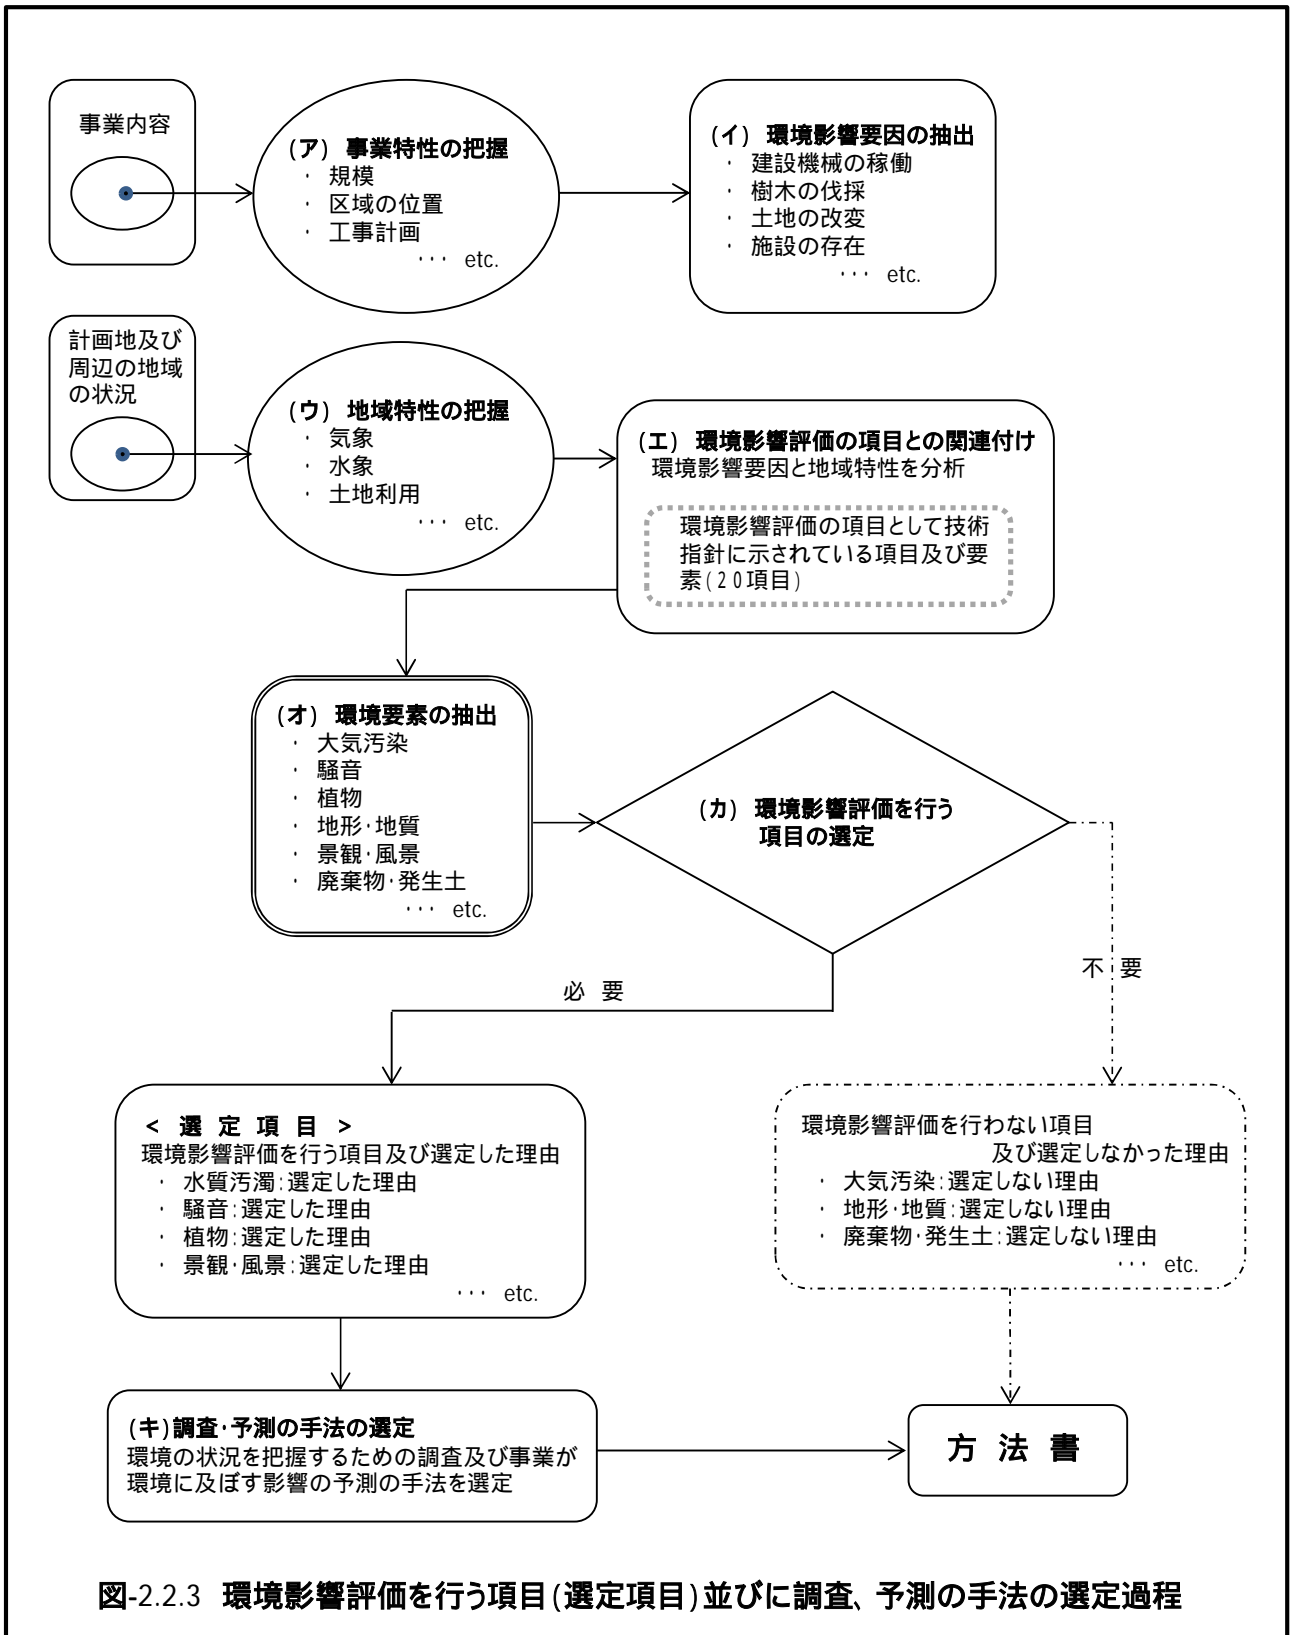 事業内容
(ア) 事業特性の把握
· 規模
· 区域の位置
· 工事計画
··· etc.
(イ) 環境影響要因の抽出
· 建設機械の稼働
· 樹木の伐採
· 土地の改変
· 施設の存在
··· etc.
計画地及び
周辺の地域
の状況
(ウ) 地域特性の把握
· 気象
· 水象
· 土地利用
··· etc.
(エ) 環境影響評価の項目との関連付け
環境影響要因と地域特性を分析
環境影響評価の項目として技術
指針に示されている項目及び要
素(20項目)
(オ) 環境要素の抽出
· 大気汚染
· 騒音
· 植物
· 地形·地質
· 景観·風景
· 廃棄物·発生土
··· etc.
(カ) 環境影響評価を行う
項目の選定
必 要
不 要
< 選 定 項 目 >
環境影響評価を行う項目及び選定した理由
· 水質汚濁:選定した理由
· 騒音:選定した理由
· 植物:選定した理由
· 景観·風景:選定した理由
··· etc.
環境影響評価を行わない項目
及び選定しなかった理由
· 大気汚染:選定しない理由
· 地形·地質:選定しない理由
· 廃棄物·発生土:選定しない理由
··· etc.
(キ)調査·予測の手法の選定
環境の状況を把握するための調査及び事業が
環境に及ぼす影響の予測の手法を選定
方 法 書
図-2.2.3 環境影響評価を行う項目(選定項目)並びに調査、予測の手法の選定過程